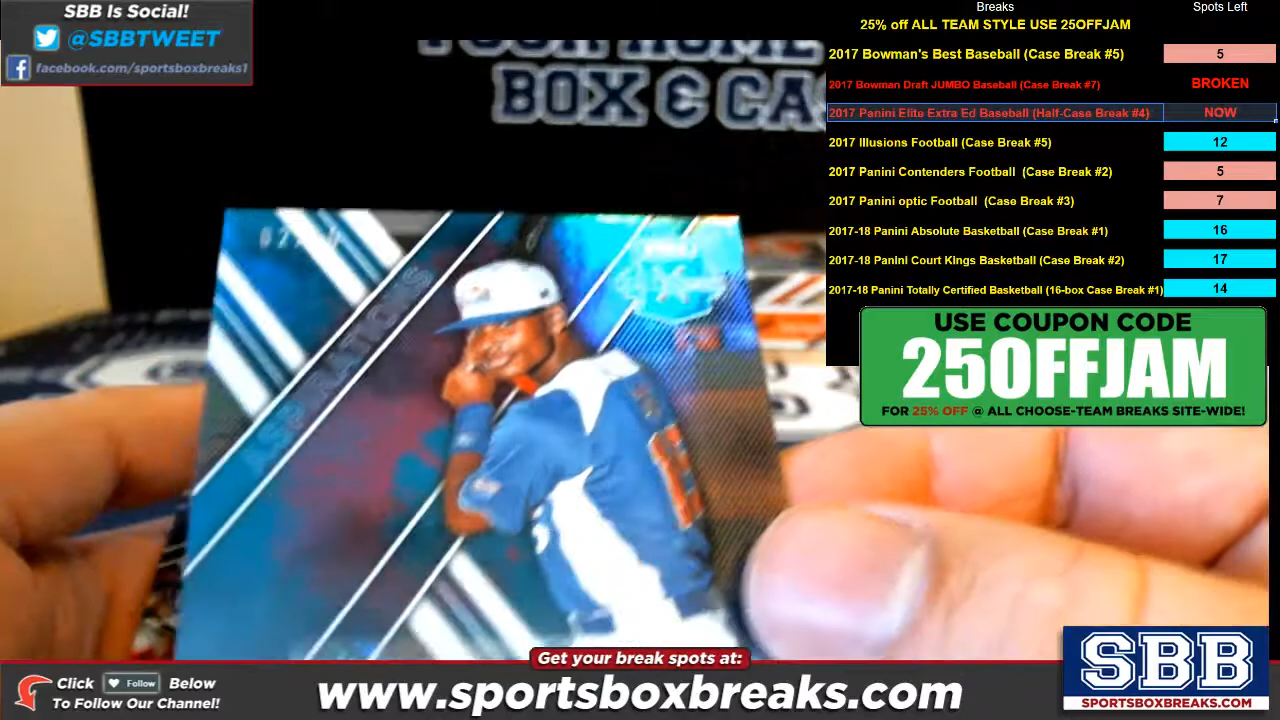 SBB Is Social!
@SBBTWEET
facebook.com/sportsboxbreaks1
BOX & CA
Breaks Spots Left
25% off ALL TEAM STYLE USE 25OFFJAM
2017 Bowman's Best Baseball (Case Break #5) 5
2017 Bowman Draft JUMBO Baseball (Case Break #7) BROKEN
2017 Panini Elite Extra Ed Baseball (Half-Case Break #4) NOW
2017 Illusions Football (Case Break #5) 12
2017 Panini Contenders Football (Case Break #2) 5
2017 Panini optic Football (Case Break #3) 7
2017-18 Panini Absolute Basketball (Case Break #1) 16
2017-18 Panini Court Kings Basketball (Case Break #2) 17
2017-18 Panini Totally Certified Basketball (16-box Case Break #1) 14
USE COUPON CODE
25OFFJAM
FOR 25% OFF @ ALL CHOOSE-TEAM BREAKS SITE-WIDE!
Get your break spots at:
Click Follow Below
To Follow Our Channel!
www.sportsboxbreaks.com
SBB
SPORTSBOXBREAKS.COM